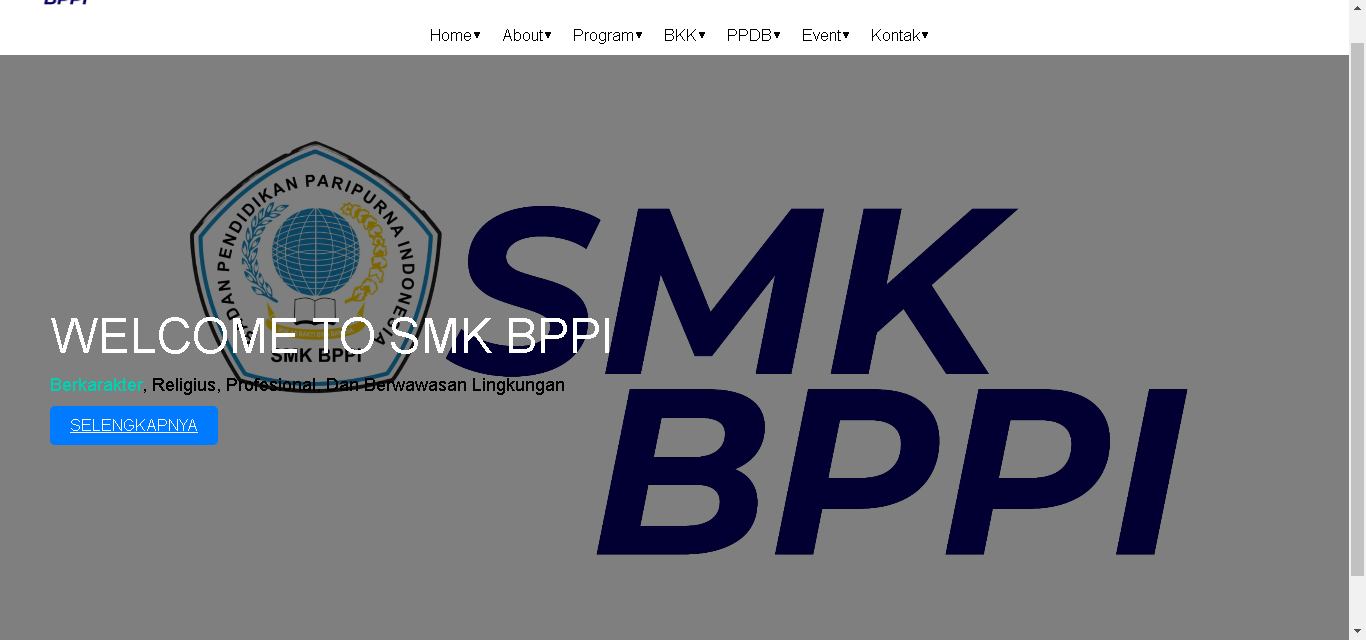 BPPI
Home▾ About▾ Program▾ BKK▾ PPDB▾ Event▾ Kontak▾
DAN PENDIDIKAN PARIPURNA INDONESIA
SMK BPPI
SMK
BPPI
WELCOME TO SMK BPPI
Berkarakter, Religius, Profesional, Dan Berwawasan Lingkungan
SELENGKAPNYA